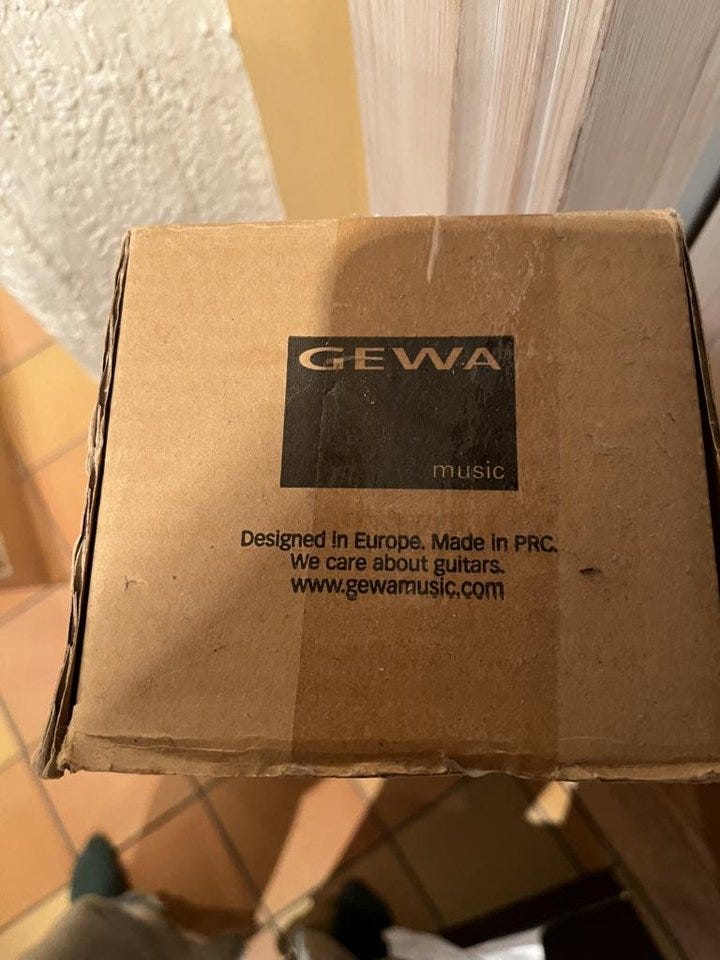 GEWA
music
Designed in Europe. Made in PRC.
We care about guitars.
www.gewamusic.com